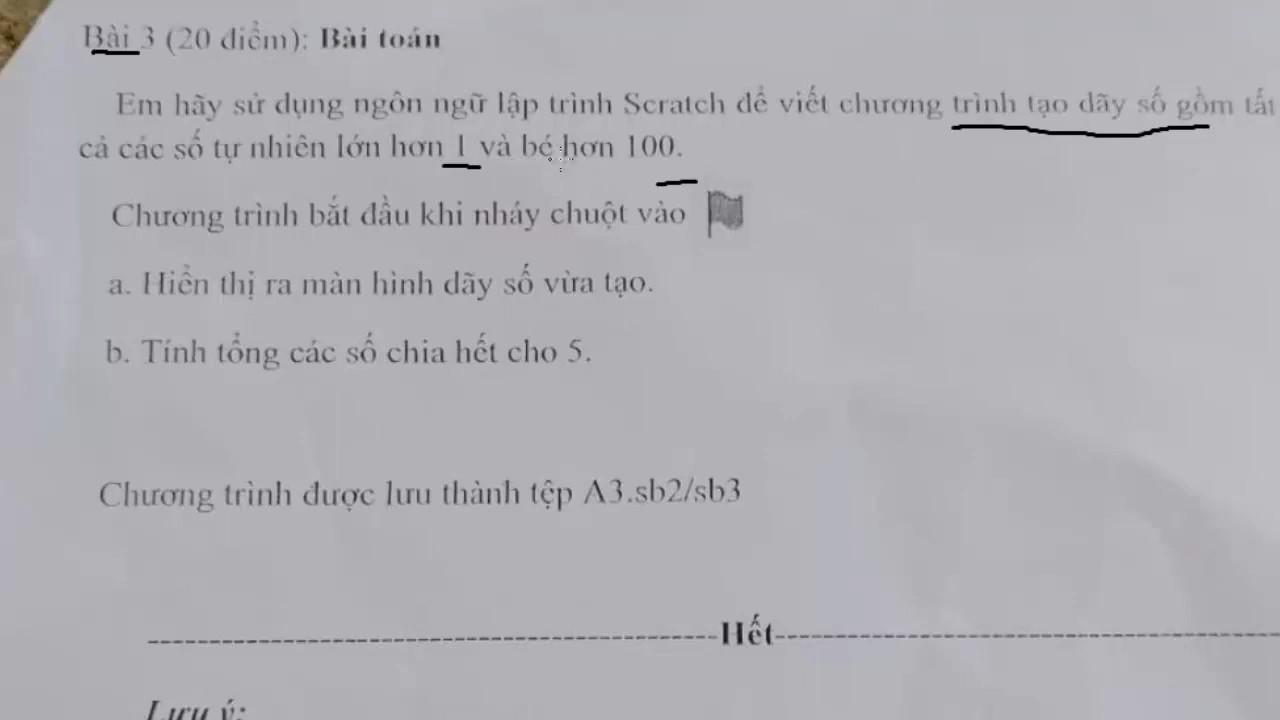 Bài 3 (20 điểm): Bài toán
Em hãy sử dụng ngôn ngữ lập trình Scratch để viết chương trình tạo dãy số gồm tất
cả các số tự nhiên lớn hơn 1 và bé hơn 100.
Chương trình bắt đầu khi nháy chuột vào
a. Hiển thị ra màn hình dãy số vừa tạo.
b. Tính tổng các số chia hết cho 5.
Chương trình được lưu thành tệp A3.sb2/sb3
Hết
Lưu ý: